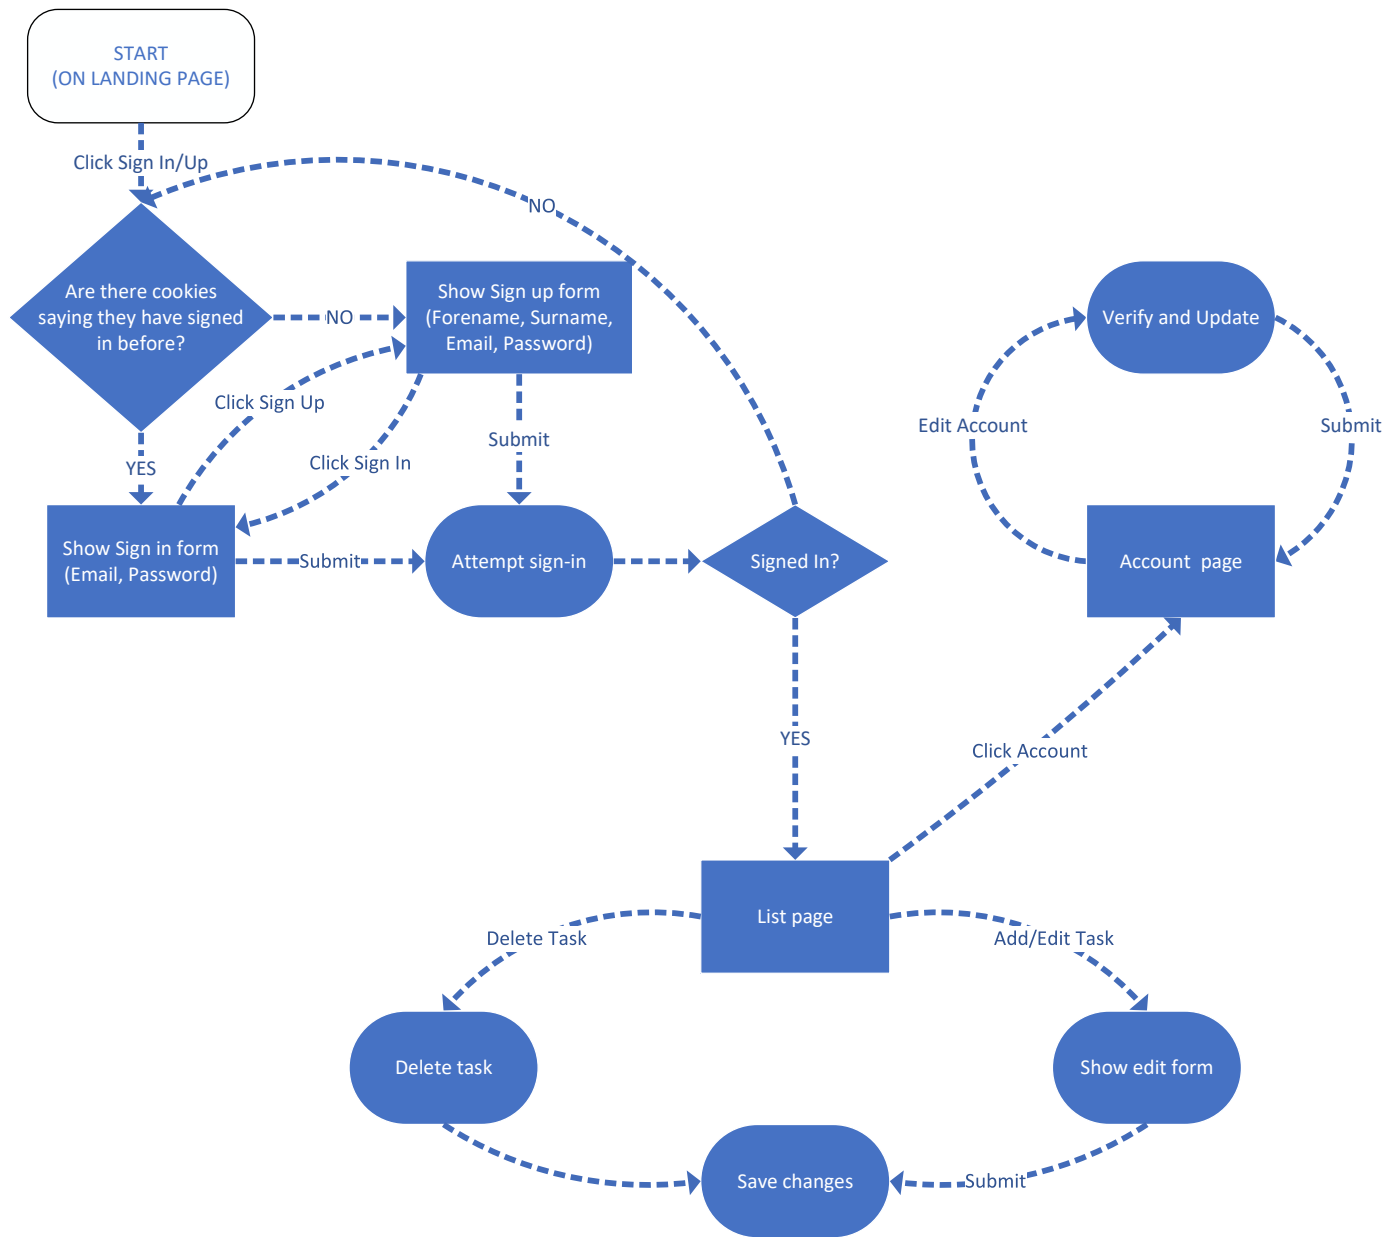 START
(ON LANDING PAGE)
Click Sign In/Up
NO
Are there cookies
saying they have signed
in before?
NO
Show Sign up form
(Forename, Surname,
Email, Password)
Verify and Update
Click Sign Up
Edit Account
Submit
Submit
Click Sign In
YES
Show Sign in form
(Email, Password)
Submit
Attempt sign-in
Signed In?
Account  page
YES
Click Account
List page
Delete Task
Add/Edit Task
Delete task
Show edit form
Save changes
Submit